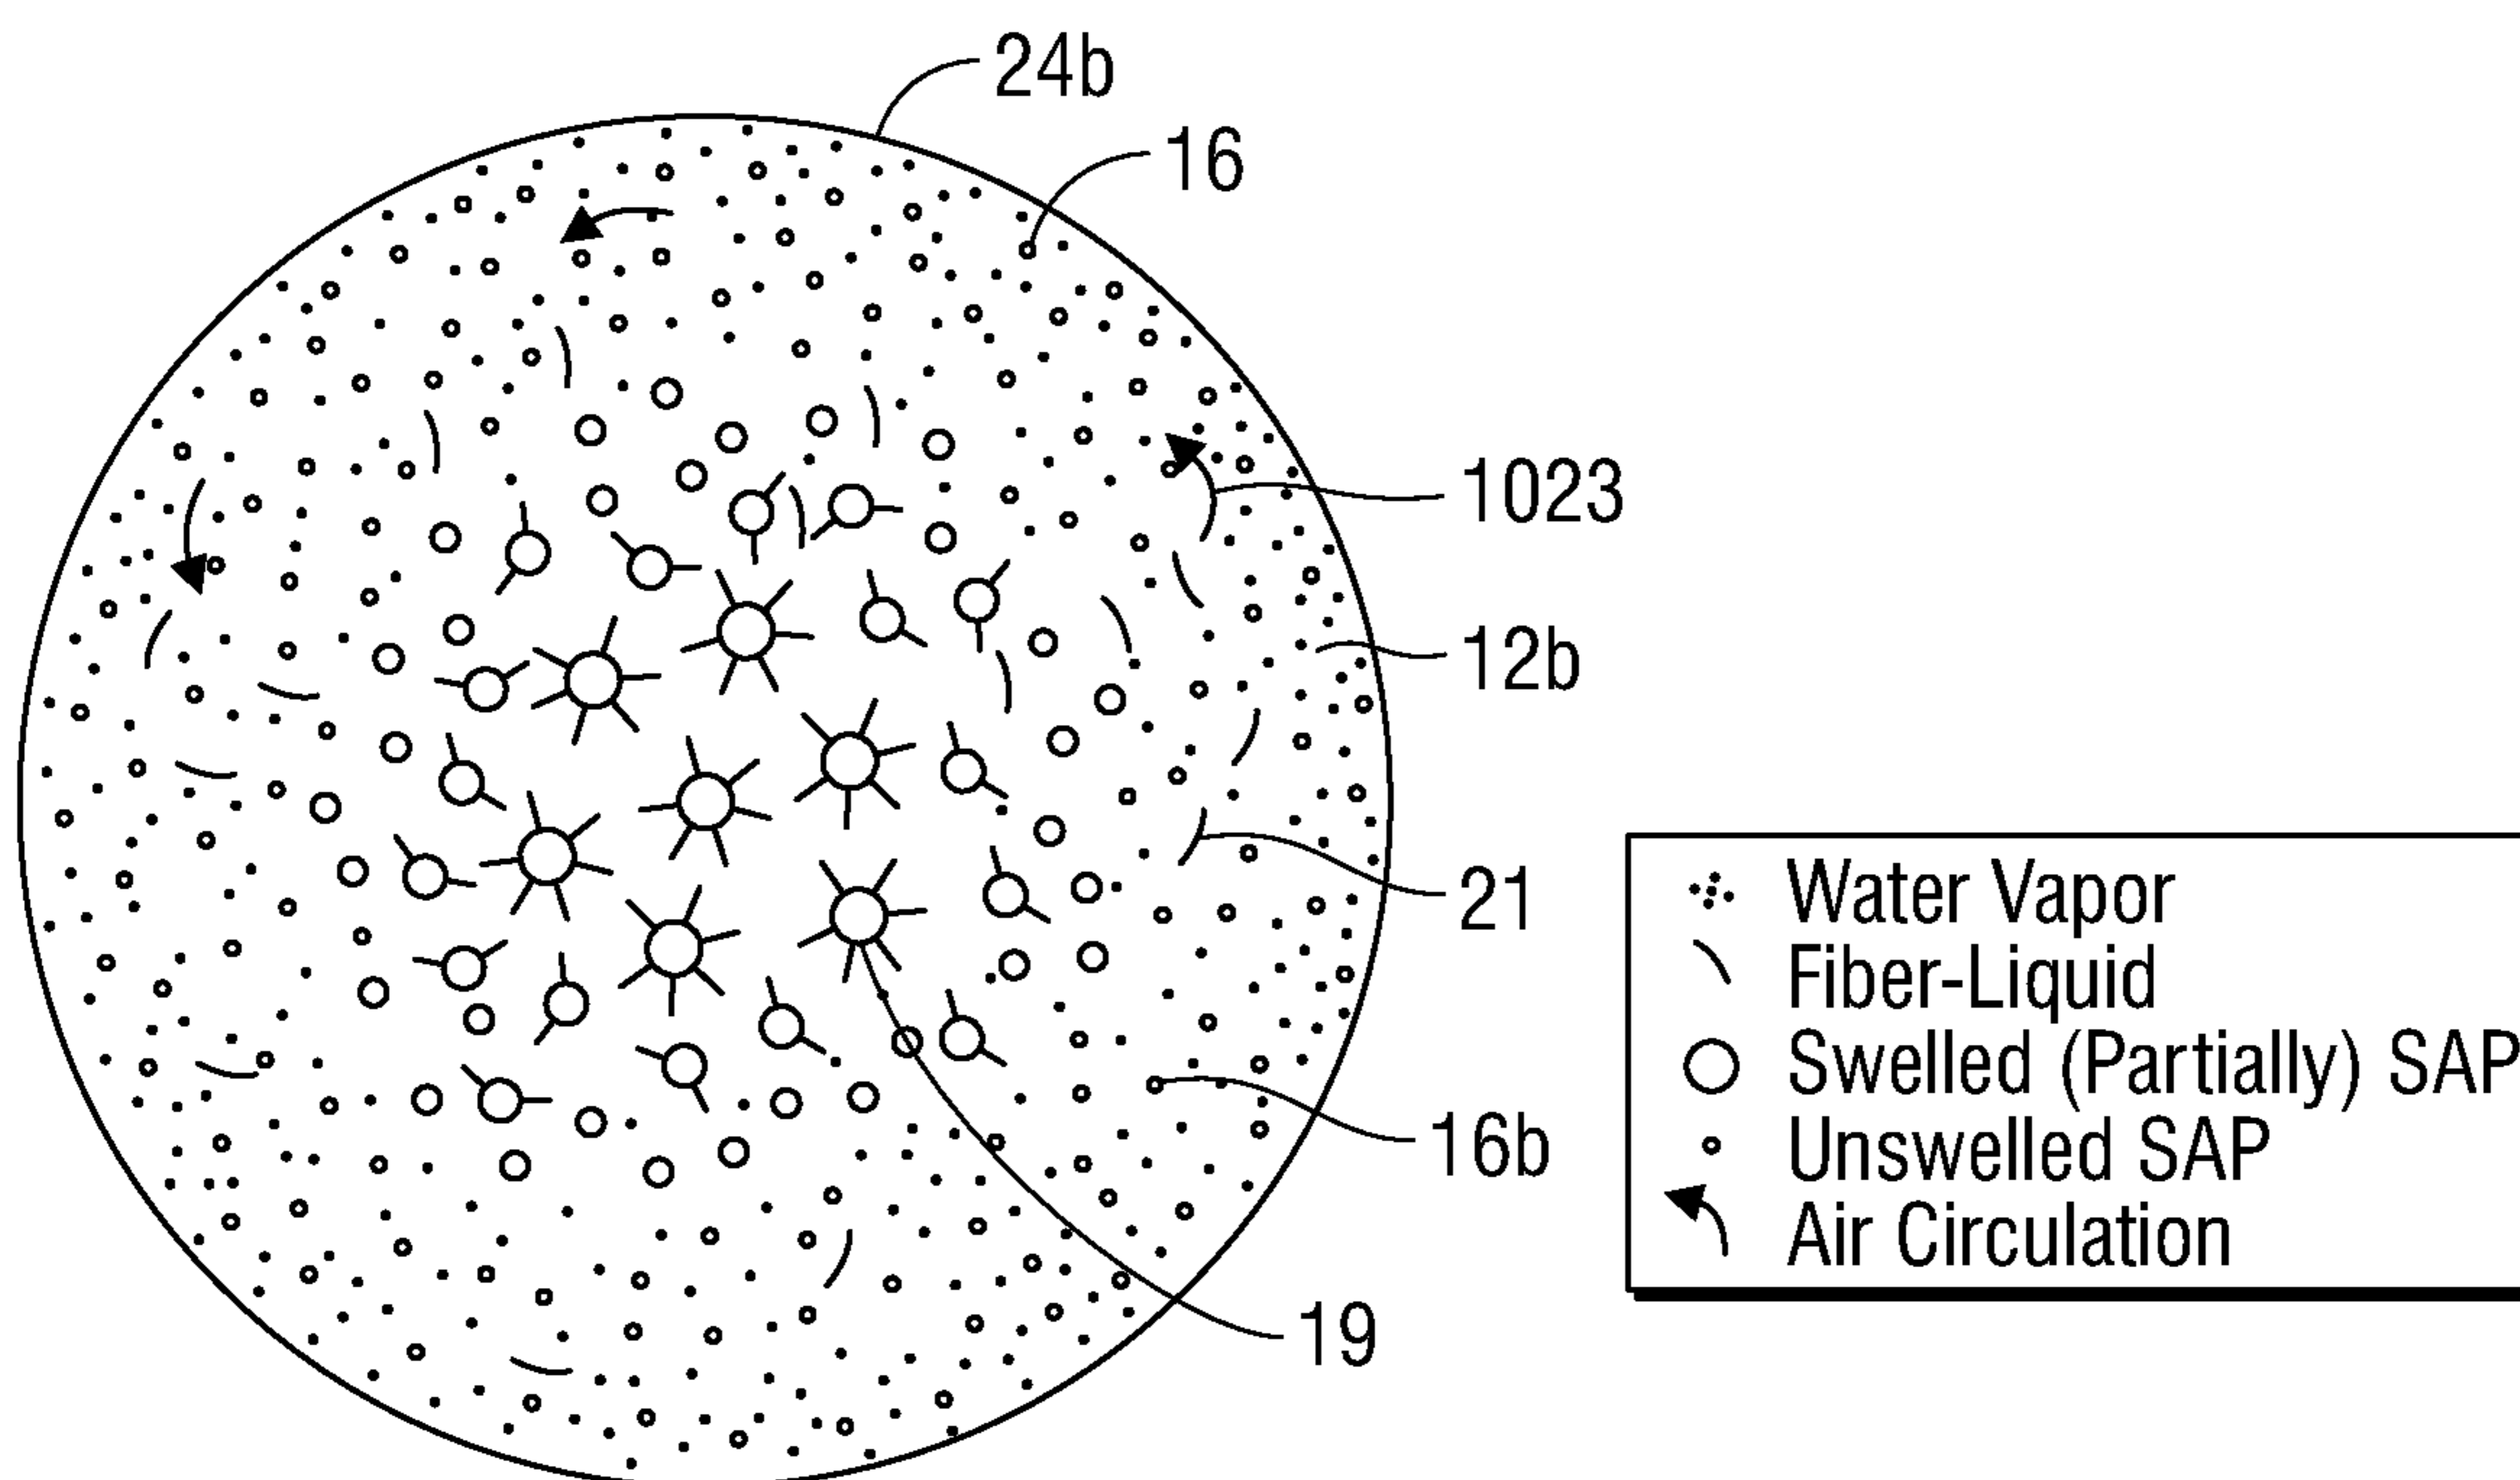 24b
16
1023
12b
21
16b
19
Water Vapor
Fiber-Liquid
Swelled (Partially) SAP
Unswelled SAP
Air Circulation